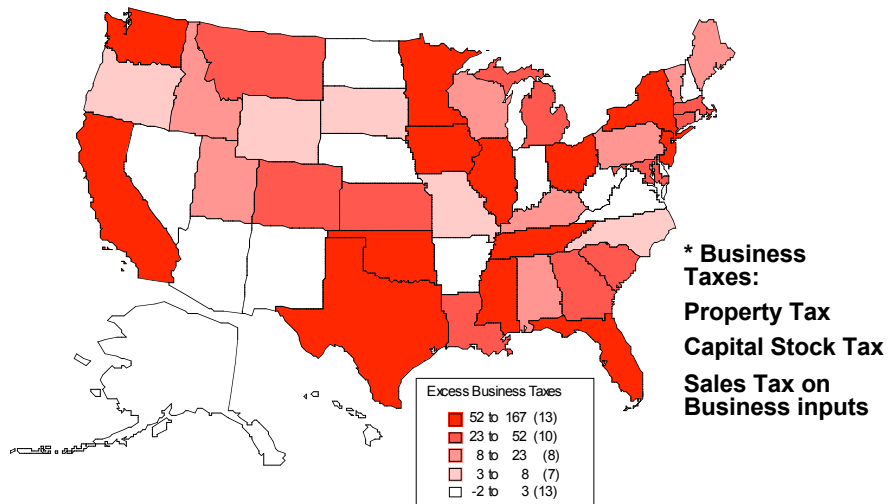 * Business
Taxes:
Property Tax
Capital Stock Tax
Sales Tax on
Business inputs
Excess Business Taxes
52 to 167 (13)
23 to 52 (10)
8 to 23 (8)
3 to 8 (7)
-2 to 3 (13)